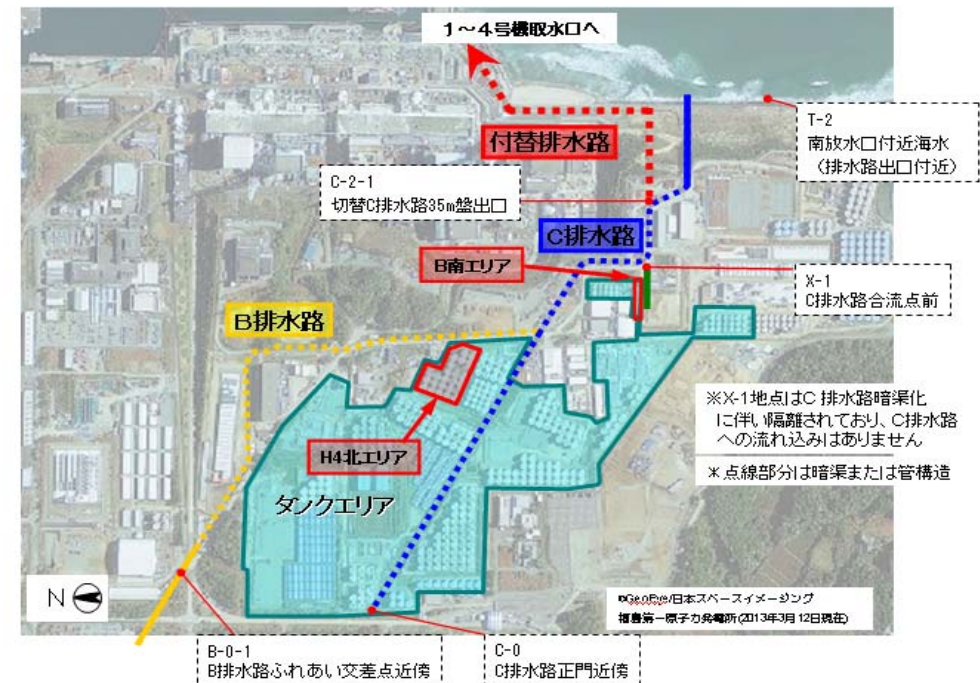 1～4号機取水口へ
T-2
南放水口付近海水
（排水路出口付近）
付替排水路
C-2-1
切替C排水路35m盤出口
C排水路
B南エリア
X-1
C排水路合流点前
B排水路
※X-1地点はC排水路暗渠化
に伴い隔離されており、C排水路
への流れ込みはありません
H4北エリア
＊点線部分は暗渠または管構造
タンクエリア
N
©GeoEye/日本スペースイメージング
福島第一原子力発電所(2013年3月12日現在)
B-0-1
B排水路ふれあい交差点近傍
C-0
C排水路正門近傍